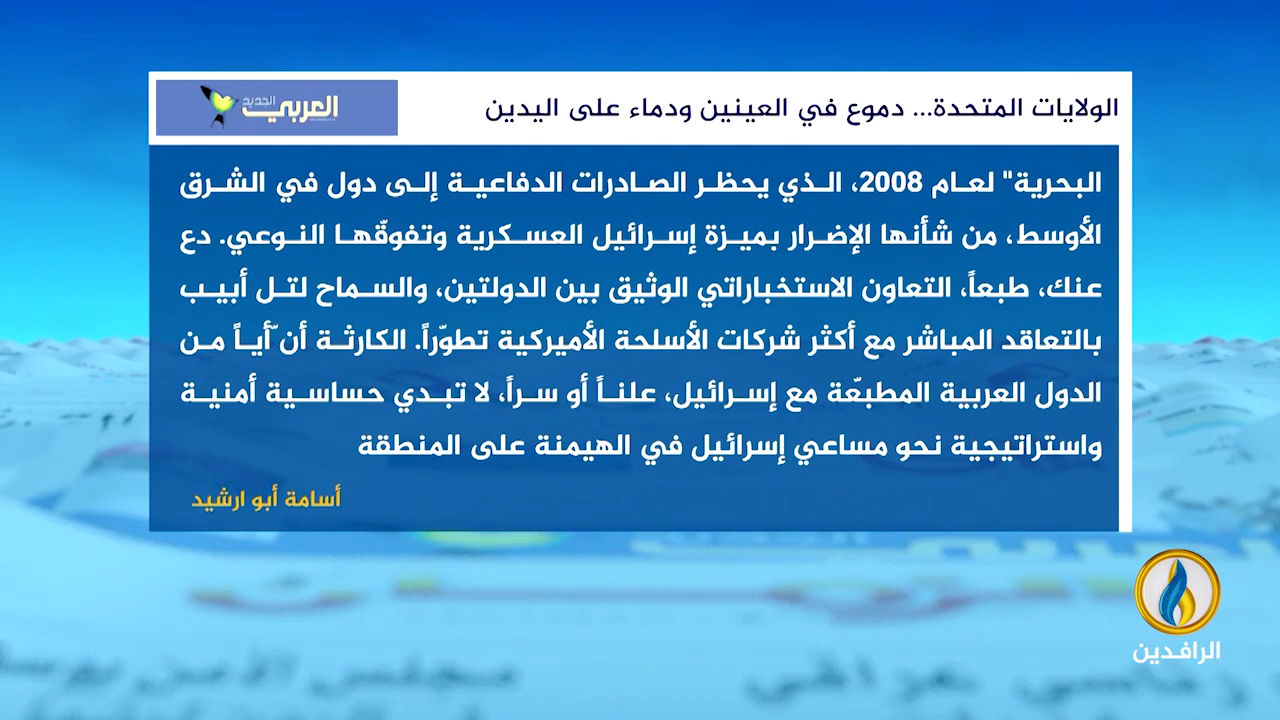 الولايات المتحدة... دموع في العينين ودماء على اليدين
العربي الجديد
البحرية" لعام 2008، الذي يحظر الصادرات الدفاعية إلى دول في الشرق
الأوسط، من شأنها الإضرار بميزة إسرائيل العسكرية وتفوقّها النوعي. دع
عنك، طبعاً، التعاون الاستخباراتي الوثيق بين الدولتين، والسماح لتل أبيب
بالتعاقد المباشر مع أكثر شركات الأسلحة الأميركية تطوّراً. الكارثة أن ّأياً من
الدول العربية المطبعّة مع إسرائيل، علناً أو سراً، لا تبدي حساسية أمنية
واستراتيجية نحو مساعي إسرائيل في الهيمنة على المنطقة
أسامة أبو ارشيد
الرافدين
مجلس الأمن